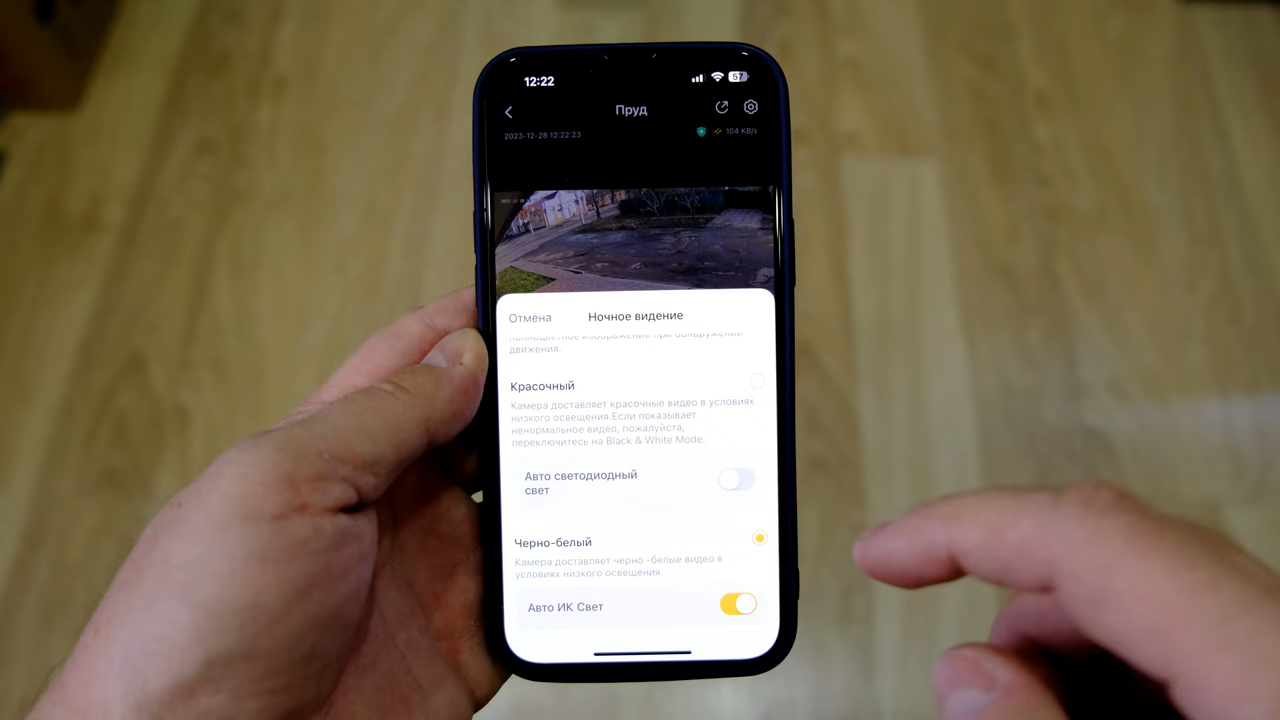 12:22
57
Пруд
2023-12-28 12:22:23
104 KB/s
Отмена
Ночное видение
полноцветное изображение при обнаружении
движения.
Красочный
Камера доставляет красочные видео в условиях
низкого освещения.Если показывает
ненормальное видео, пожалуйста,
переключитесь на Black & White Mode.
Авто светодиодный
свет
Черно-белый
Камера доставляет черно -белые видео в
условиях низкого освещения.
Авто ИК Свет